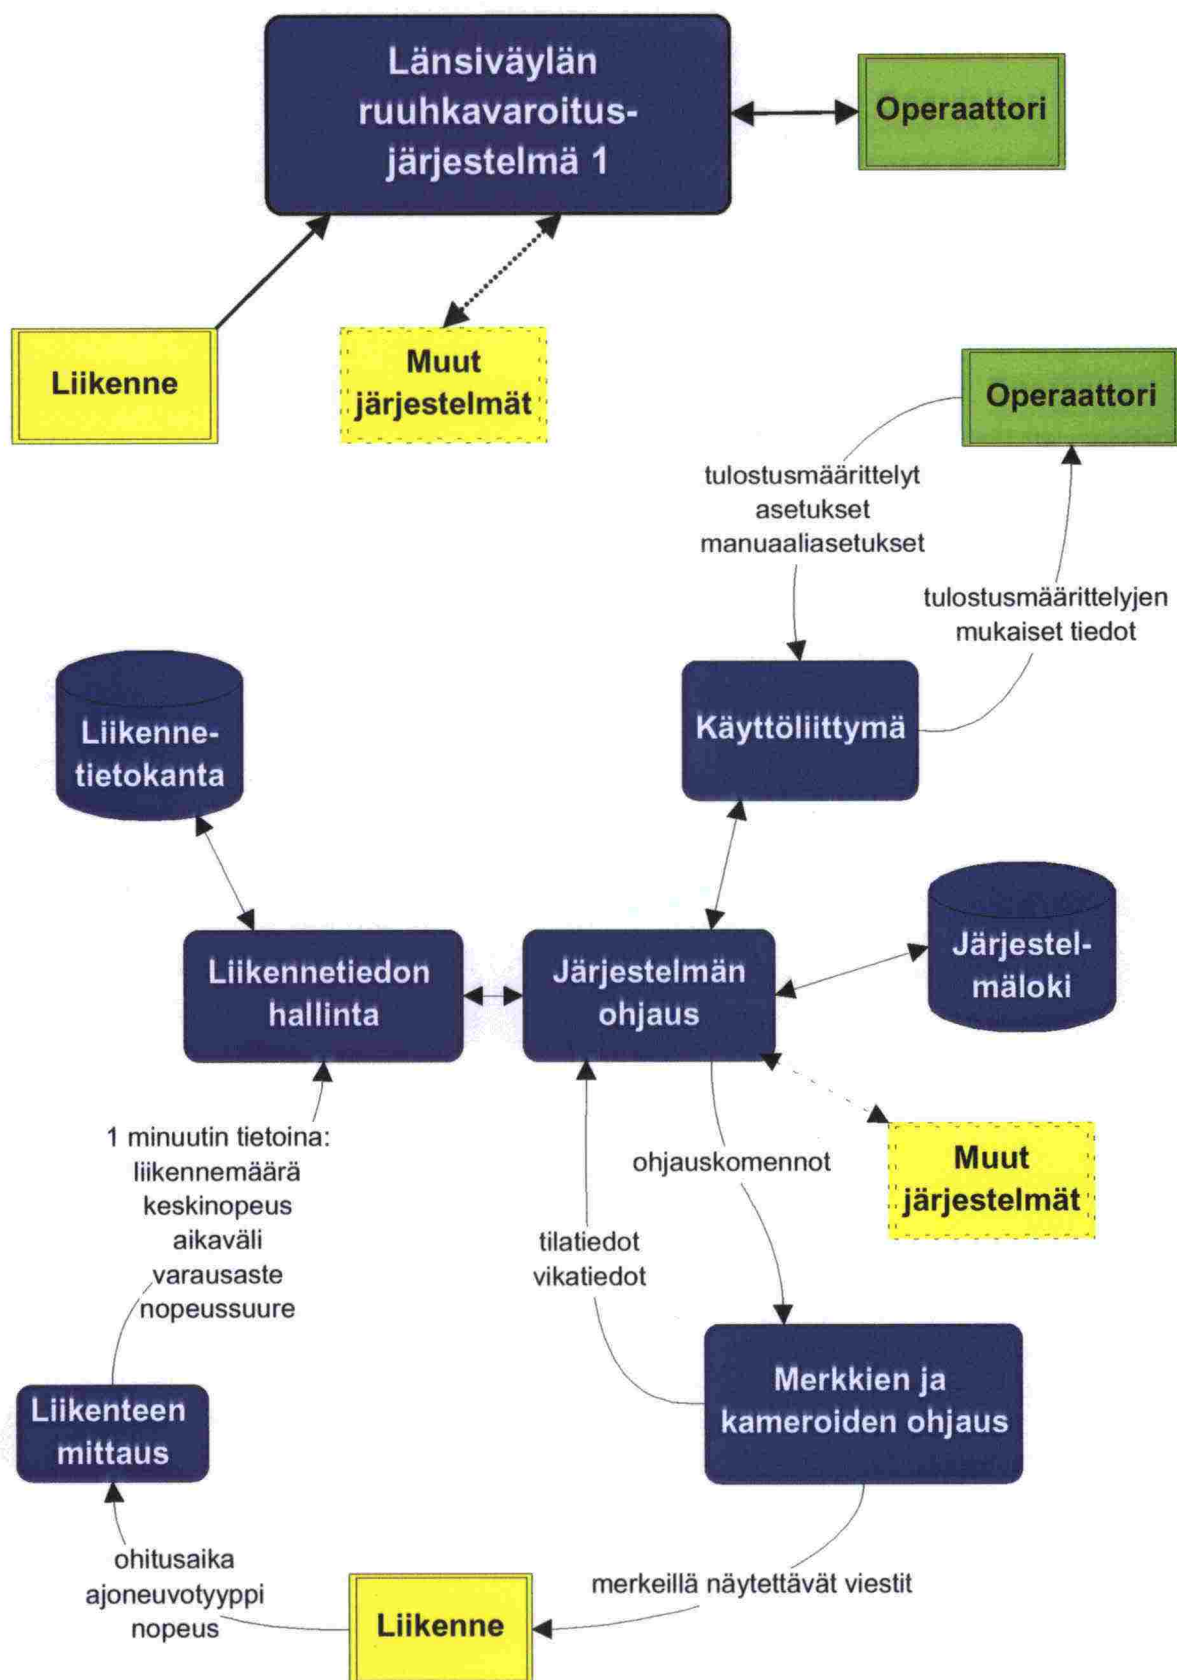 Länsiväylän
ruuhkavaroitus-
järjestelmä 1
Operaattori
Liikenne
Muut
järjestelmät
Operaattori
tulostusmäärittelyt
asetukset
manuaaliasetukset
tulostusmäärittelyjen
mukaiset tiedot
Liikenne-
tietokanta
Käyttöliittymä
Liikennetiedon
hallinta
Järjestelmän
ohjaus
Järjestel-
mäloki
1 minuutin tietoina:
liikennemäärä
keskinopeus
aikaväli
varausaste
nopeussuure
ohjauskomennot
Muut
järjestelmät
tilatiedot
vikatiedot
Liikenteen
mittaus
Merkkien ja
kameroiden ohjaus
ohitusaika
ajoneuvotyyppi
nopeus
Liikenne
merkeillä näytettävät viestit